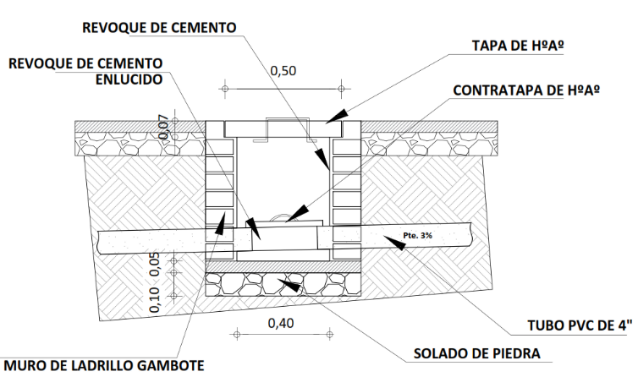 REVOQUE DE CEMENTO
TAPA DE HºAº
REVOQUE DE CEMENTO
ENLUCIDO
0,50
CONTRATAPA DE HºAº
0,07
Pte. 3%
0,05
0,10
0,40
TUBO PVC DE 4"
SOLADO DE PIEDRA
MURO DE LADRILLO GAMBOTE